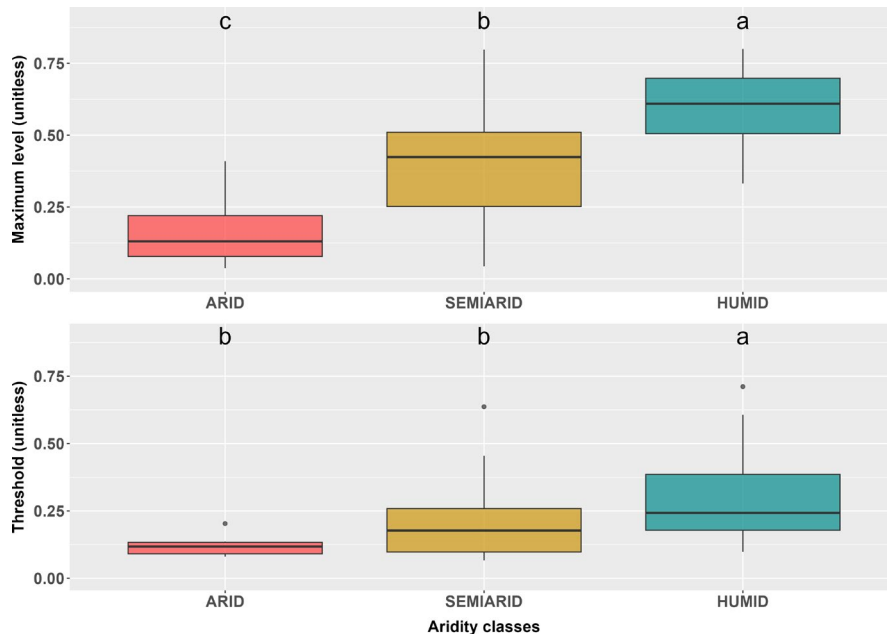 c b a
Maximum level (unitless)
0.75
0.50
0.25
0.00
ARID SEMIARID HUMID
b b a
Threshold (unitless)
0.75
0.50
0.25
0.00
ARID SEMIARID HUMID
Aridity classes